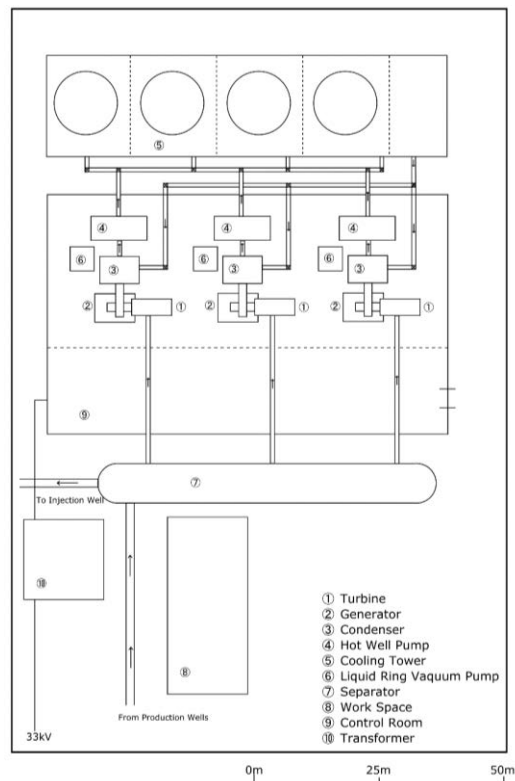 ⑤
④ ④ ④
⑥ ③ ⑥ ③ ⑥ ③
② ① ② ① ② ①
⑨
⑦
To Injection Well
⑩
⑧
① Turbine
② Generator
③ Condenser
④ Hot Well Pump
⑤ Cooling Tower
⑥ Liquid Ring Vaquum Pump
⑦ Separator
⑧ Work Space
⑨ Control Room
⑩ Transformer
From Production Wells
33kV
0m 25m 50m